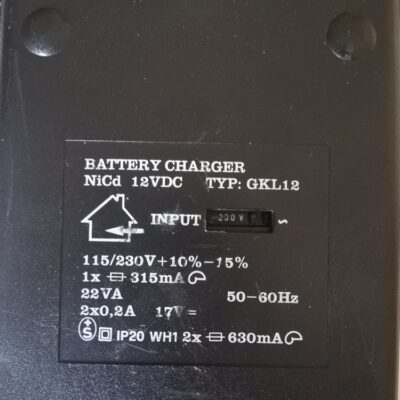 BATTERY CHARGER
NiCd 12VDC TYP: GKL12
INPUT 200 V ~
115/230V+10%-15%
1x 315mA
22VA 50-60Hz
2x0,2A 17V=
S IP20 WH1 2x 630mA